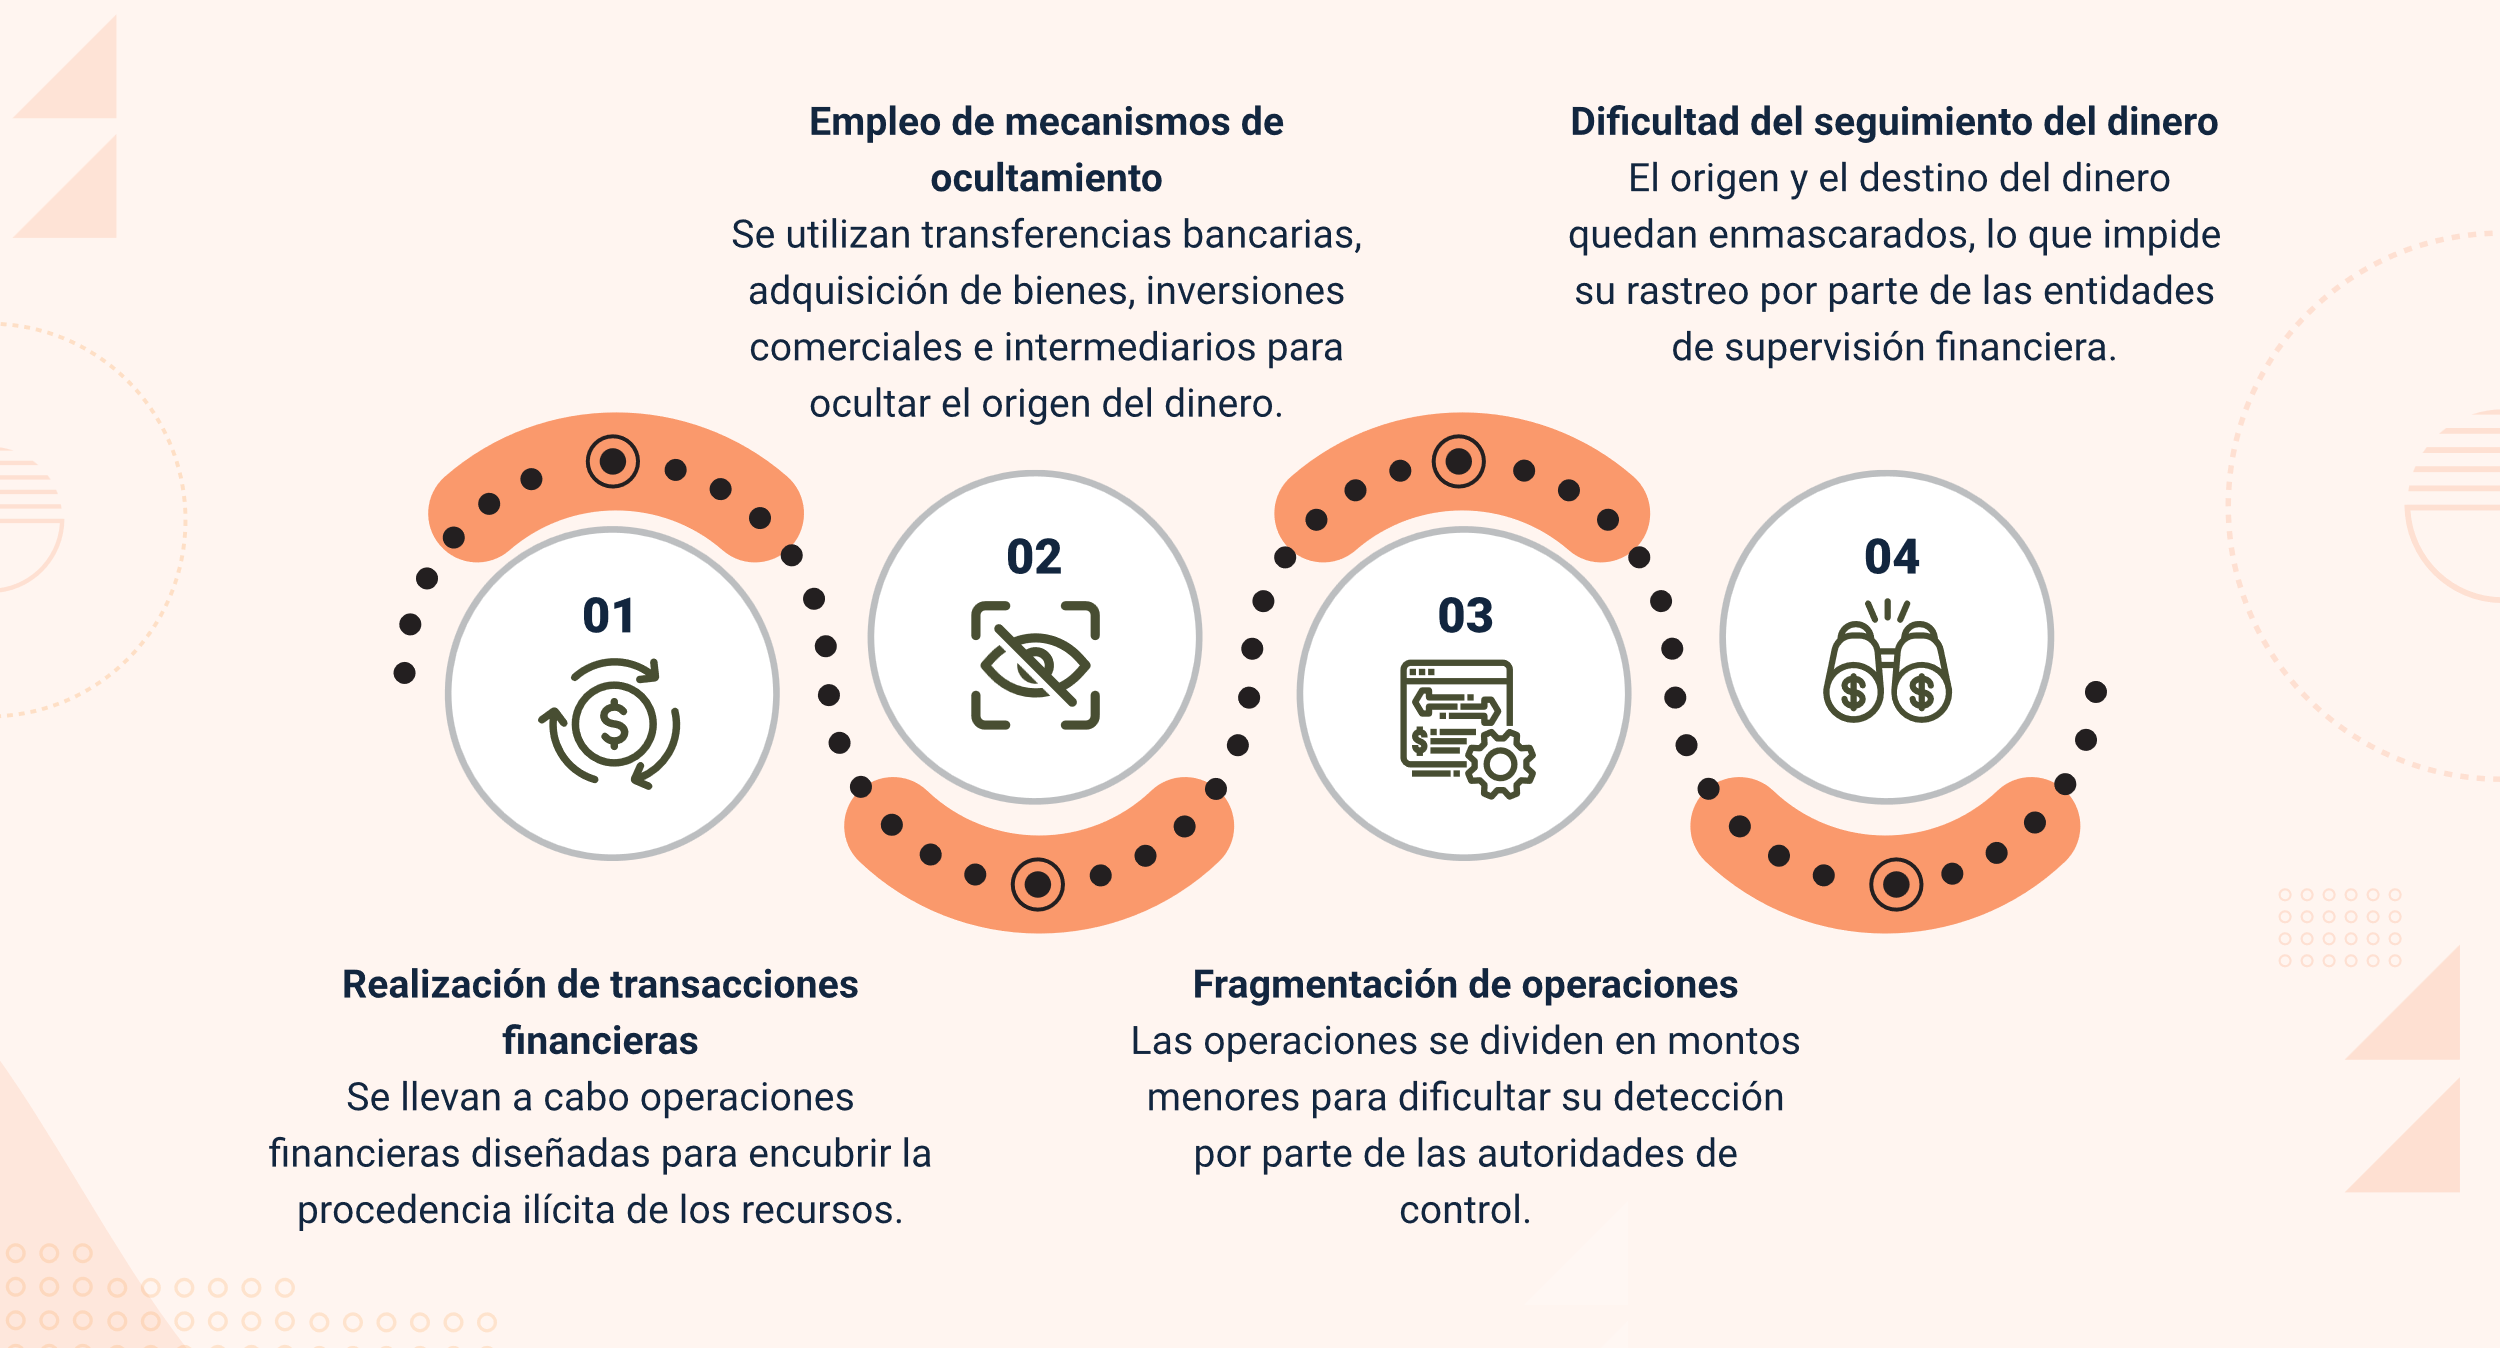 Empleo de mecanismos de
ocultamiento
Se utilizan transferencias bancarias,
adquisición de bienes, inversiones
comerciales e intermediarios para
ocultar el origen del dinero.
Dificultad del seguimiento del dinero
El origen y el destino del dinero
quedan enmascarados, lo que impide
su rastreo por parte de las entidades
de supervisión financiera.
01
$
02
03
$
04
$ $
Realización de transacciones
financieras
Se llevan a cabo operaciones
financieras diseñadas para encubrir la
procedencia ilícita de los recursos.
Fragmentación de operaciones
Las operaciones se dividen en montos
menores para dificultar su detección
por parte de las autoridades de
control.